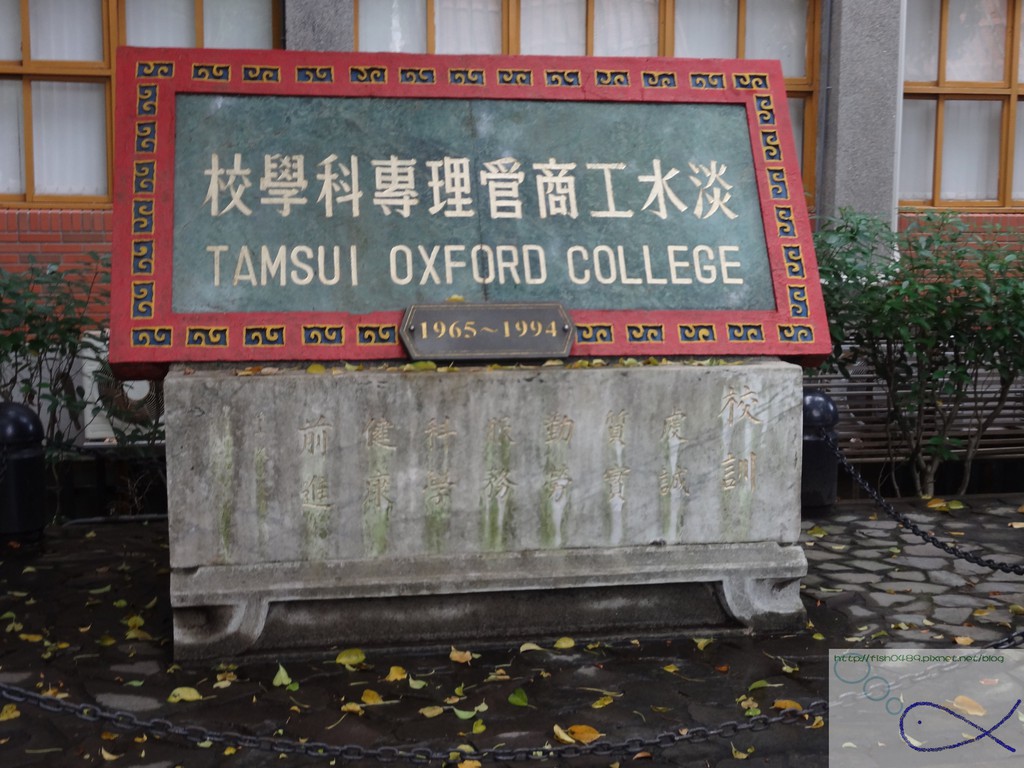 淡水工商管理專科學校
TAMSUI OXFORD COLLEGE
1965~1994
校訓
虔誠
質實
勤勞
服務
科學
健康
前進
http://fish0489.pixnet.net/blog